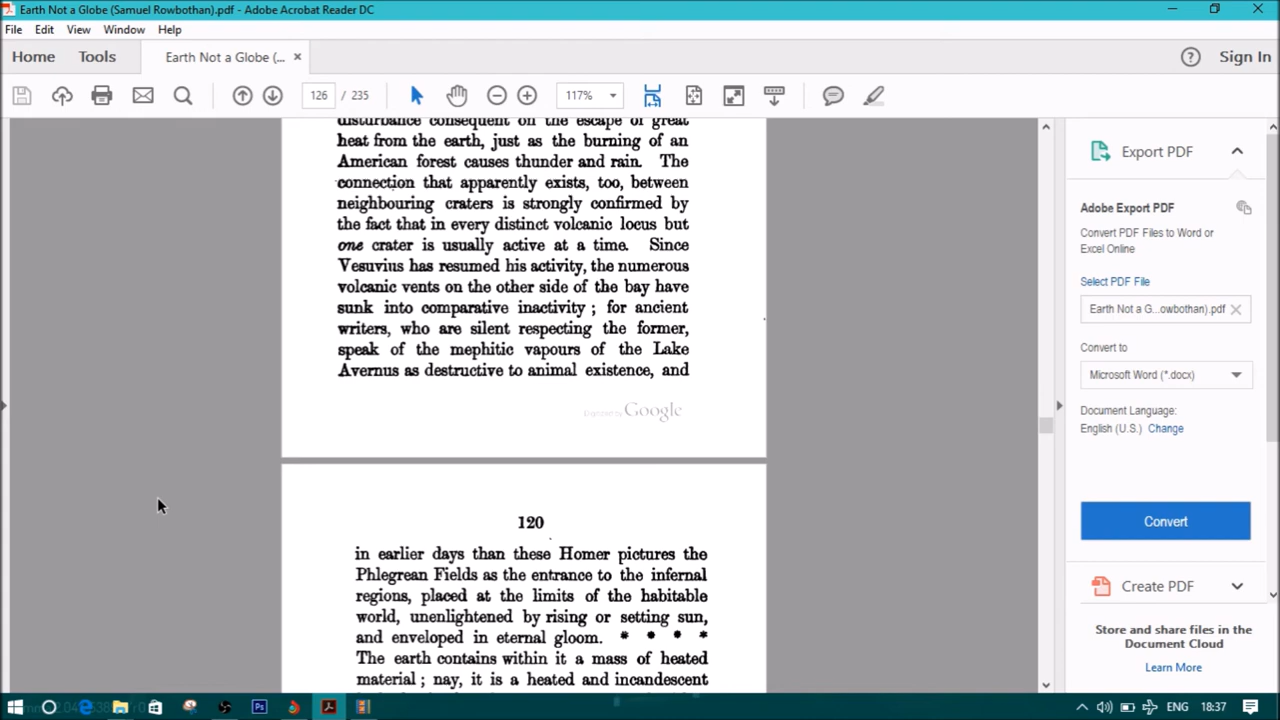 Earth Not a Globe (Samuel Rowbothan).pdf - Adobe Acrobat Reader DC
File Edit View Window Help
Home Tools Earth Not a Globe (... Sign In
126 / 235 117%
disturbance consequent on the escape of great
heat from the earth, just as the burning of an
American forest causes thunder and rain. The
connection that apparently exists, too, between
neighbouring craters is strongly confirmed by
the fact that in every distinct volcanic locus but
one crater is usually active at a time. Since
Vesuvius has resumed his activity, the numerous
volcanic vents on the other side of the bay have
sunk into comparative inactivity ; for ancient
writers, who are silent respecting the former,
speak of the mephitic vapours of the Lake
Avernus as destructive to animal existence, and
Digitized by Google
120
in earlier days than these Homer pictures the
Phlegrean Fields as the entrance to the infernal
regions, placed at the limits of the habitable
world, unenlightened by rising or setting sun,
and enveloped in eternal gloom. * * * *
The earth contains within it a mass of heated
material ; nay, it is a heated and incandescent
Export PDF
Adobe Export PDF
Convert PDF Files to Word or
Excel Online
Select PDF File
Earth Not a G...owbothan).pdf
Convert to
Microsoft Word (*.docx)
Document Language:
English (U.S.) Change
Convert
Create PDF
Store and share files in the
Document Cloud
Learn More
ENG 18:37